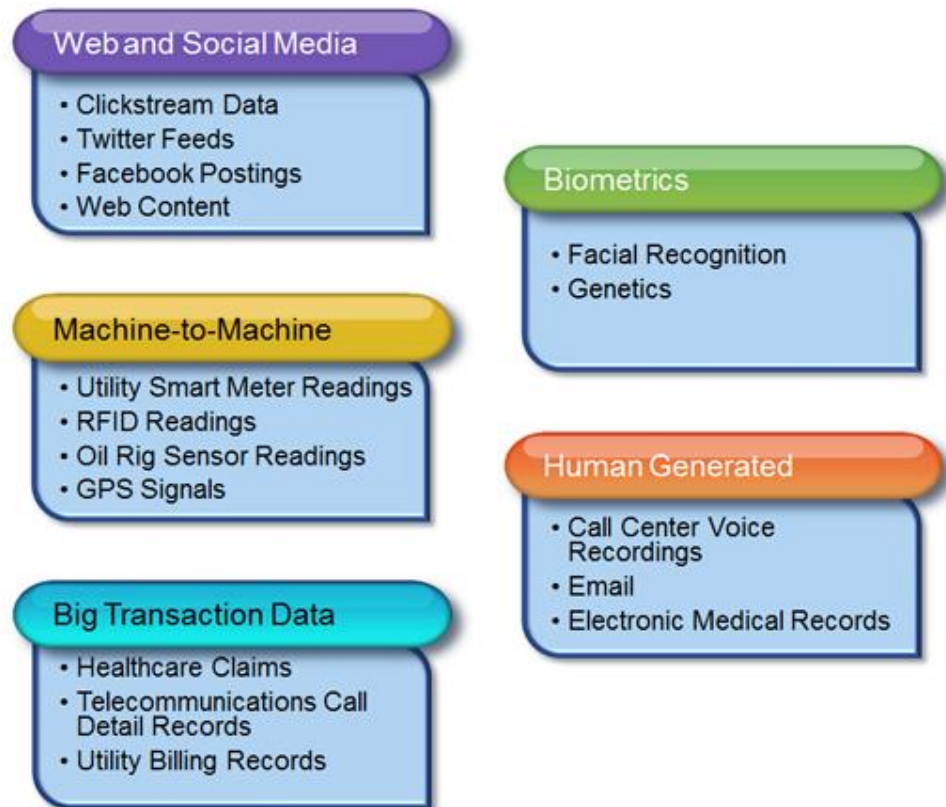 Web and Social Media
• Clickstream Data
• Twitter Feeds
• Facebook Postings
• Web Content
Machine-to-Machine
• Utility Smart Meter Readings
• RFID Readings
• Oil Rig Sensor Readings
• GPS Signals
Big Transaction Data
• Healthcare Claims
• Telecommunications Call
Detail Records
• Utility Billing Records
Biometrics
• Facial Recognition
• Genetics
Human Generated
• Call Center Voice
Recordings
• Email
• Electronic Medical Records